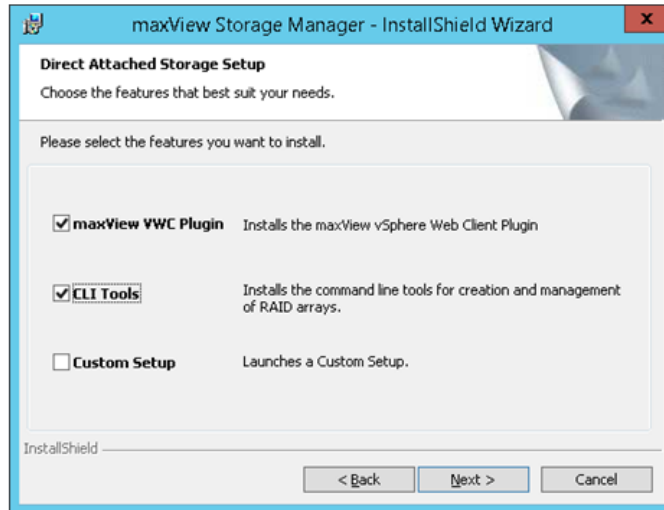 maxView Storage Manager - InstallShield Wizard
x
Direct Attached Storage Setup
Choose the features that best suit your needs.
Please select the features you want to install.
maxView VWC Plugin Installs the maxView vSphere Web Client Plugin
CLI Tools Installs the command line tools for creation and management
of RAID arrays.
Custom Setup Launches a Custom Setup.
InstallShield
< Back Next > Cancel